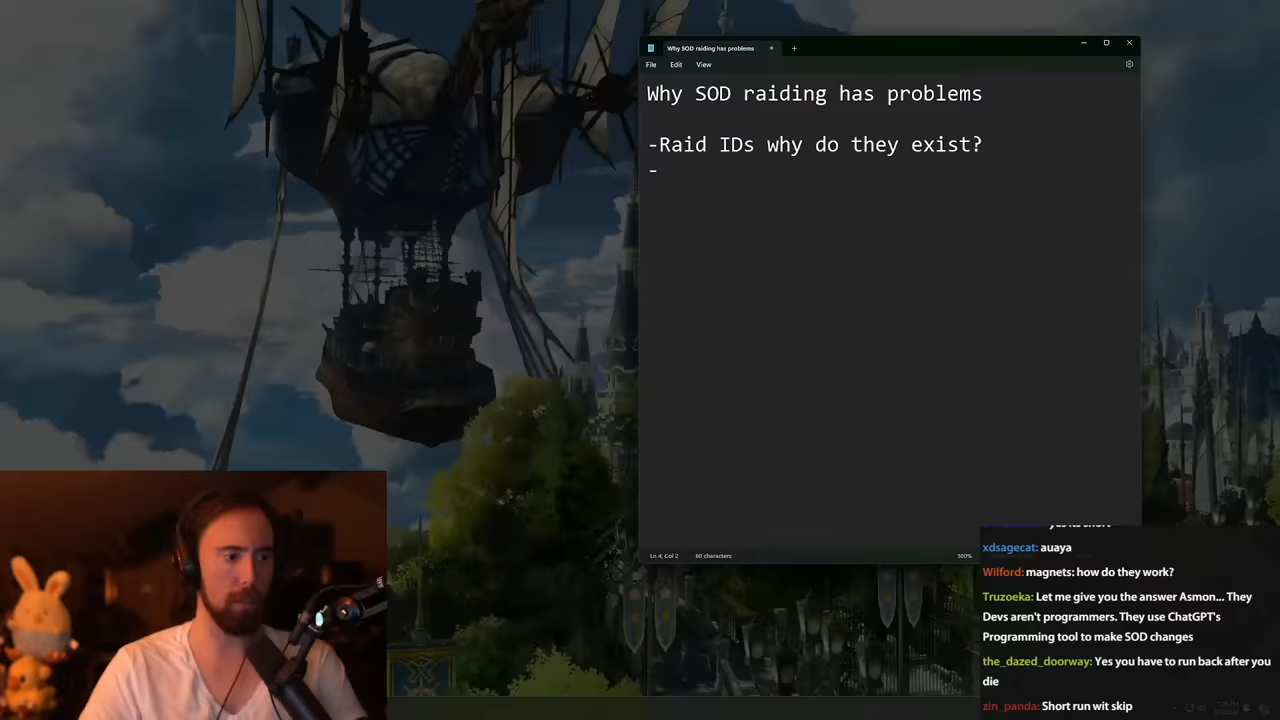 Why SOD raiding has problems
File Edit View
Why SOD raiding has problems
-Raid IDs why do they exist?
-
Ln 4, Col 2 60 characters 300%
xdsagecat: auaya
Wilford: magnets: how do they work?
Truzoeka: Let me give you the answer Asmon... They
Devs aren't programmers. They use ChatGPT's
Programming tool to make SOD changes
the_dazed_doorway: Yes you have to run back after you
die
zin_panda: Short run wit skip